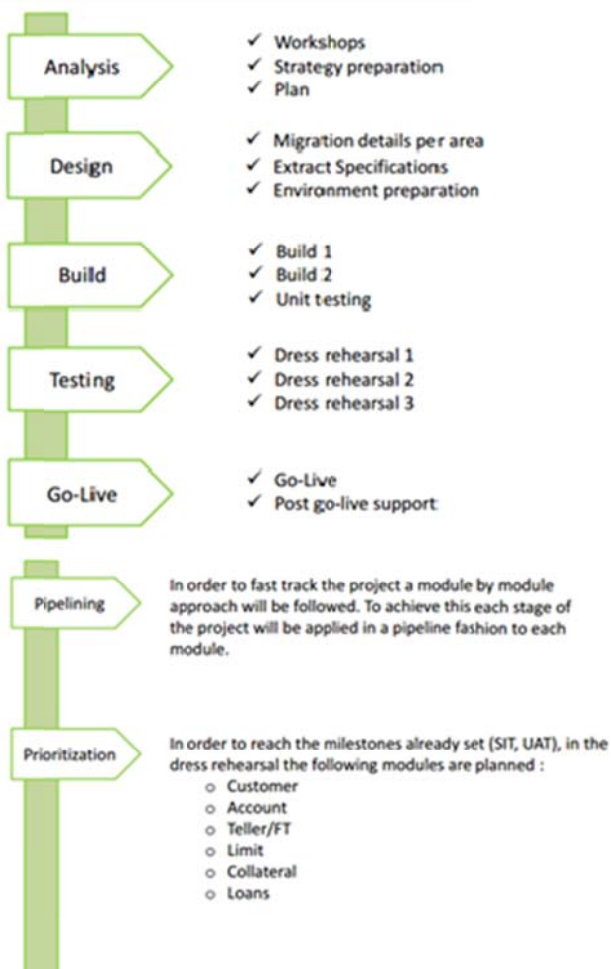 Analysis
✓ Workshops
✓ Strategy preparation
✓ Plan
Design
✓ Migration details per area
✓ Extract Specifications
✓ Environment preparation
Build
✓ Build 1
✓ Build 2
✓ Unit testing
Testing
✓ Dress rehearsal 1
✓ Dress rehearsal 2
✓ Dress rehearsal 3
Go-Live
✓ Go-Live
✓ Post go-live support
Pipelining
In order to fast track the project a module by module
approach will be followed. To achieve this each stage of
the project will be applied in a pipeline fashion to each
module.
Prioritization
In order to reach the milestones already set (SIT, UAT), in the
dress rehearsal the following modules are planned :
o Customer
o Account
o Teller/FT
o Limit
o Collateral
o Loans